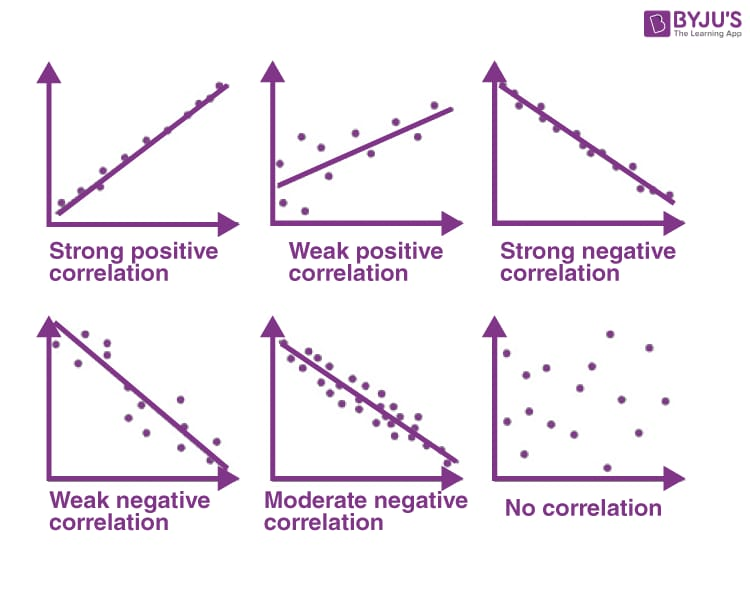 BYJU'S
The Learning App
Strong positive
correlation
Weak positive
correlation
Strong negative
correlation
Weak negative
correlation
Moderate negative
correlation
No correlation